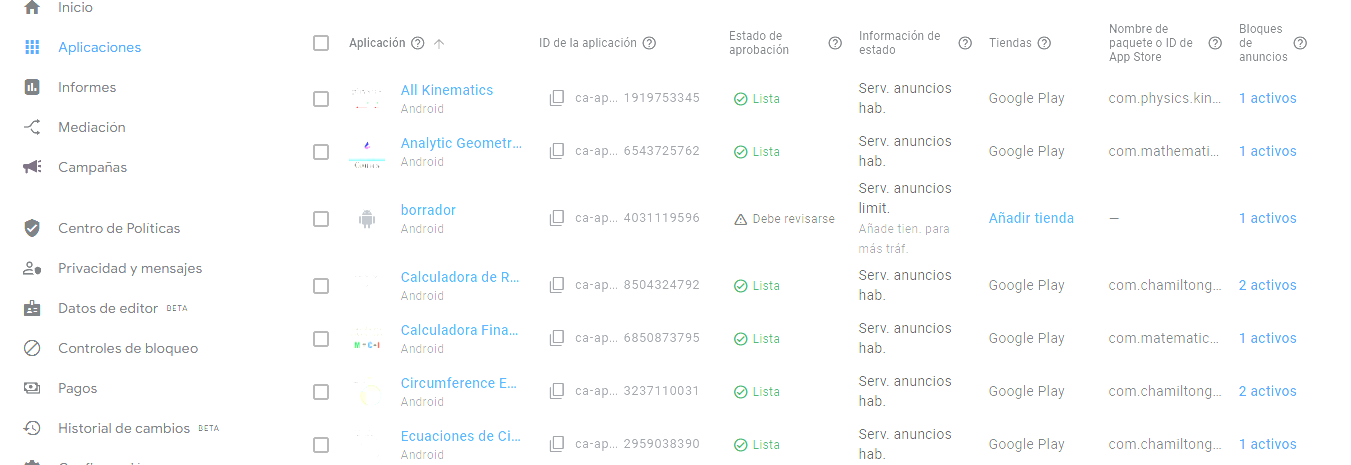 Inicio
Aplicaciones
Informes
Mediación
Campañas
Centro de Políticas
Privacidad y mensajes
Datos de editor BETA
Controles de bloqueo
Pagos
Historial de cambios BETA
Aplicación
ID de la aplicación
Estado de
aprobación
Información de
estado
Tiendas
Nombre de
paquete o ID de
App Store
Bloques
de
anuncios
All Kinematics
Android
ca-ap... 1919753345
Lista
Serv. anuncios
hab.
Google Play
com.physics.kin...
1 activos
Analytic Geometr...
Android
ca-ap... 6543725762
Lista
Serv. anuncios
hab.
Google Play
com.mathemati...
1 activos
borrador
Android
ca-ap... 4031119596
Debe revisarse
Serv. anuncios
limit.
Añade tien. para
más tráf.
Añadir tienda
—
1 activos
Calculadora de R...
Android
ca-ap... 8504324792
Lista
Serv. anuncios
hab.
Google Play
com.chamiltong...
2 activos
M-C-I
Calculadora Fina...
Android
ca-ap... 6850873795
Lista
Serv. anuncios
hab.
Google Play
com.matematic...
1 activos
Circumference E...
Android
ca-ap... 3237110031
Lista
Serv. anuncios
hab.
Google Play
com.chamiltong...
2 activos
Ecuaciones de Ci...
Android
ca-ap... 2959038390
Lista
Serv. anuncios
hab.
Google Play
com.chamiltong...
1 activos